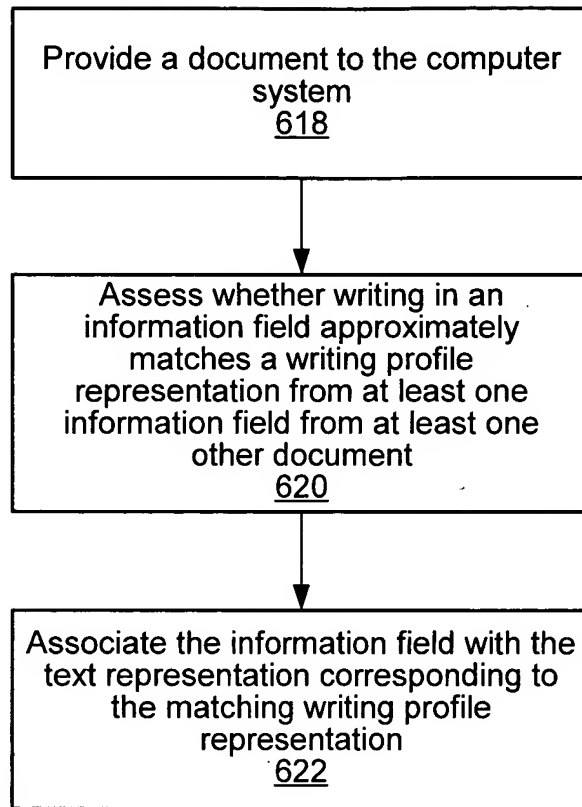 Provide a document to the computer
system
618
Assess whether writing in an
information field approximately
matches a writing profile
representation from at least one
information field from at least one
other document
620
Associate the information field with the
text representation corresponding to
the matching writing profile
representation
622